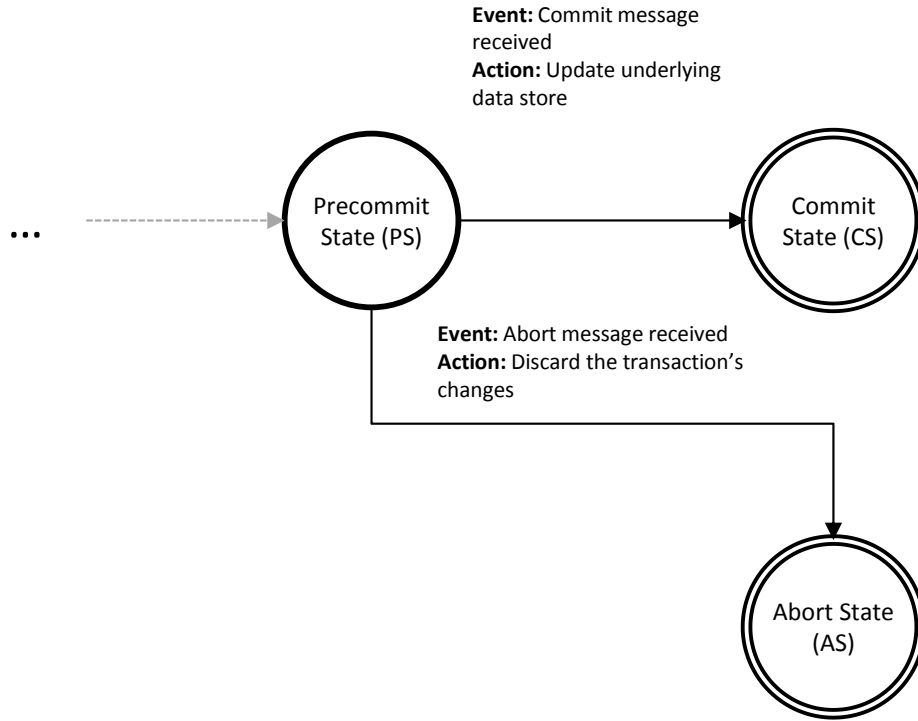 Event: Commit message
received
Action: Update underlying
data store
...
Precommit
State (PS)
Commit
State (CS)
Event: Abort message received
Action: Discard the transaction’s
changes
Abort State
(AS)